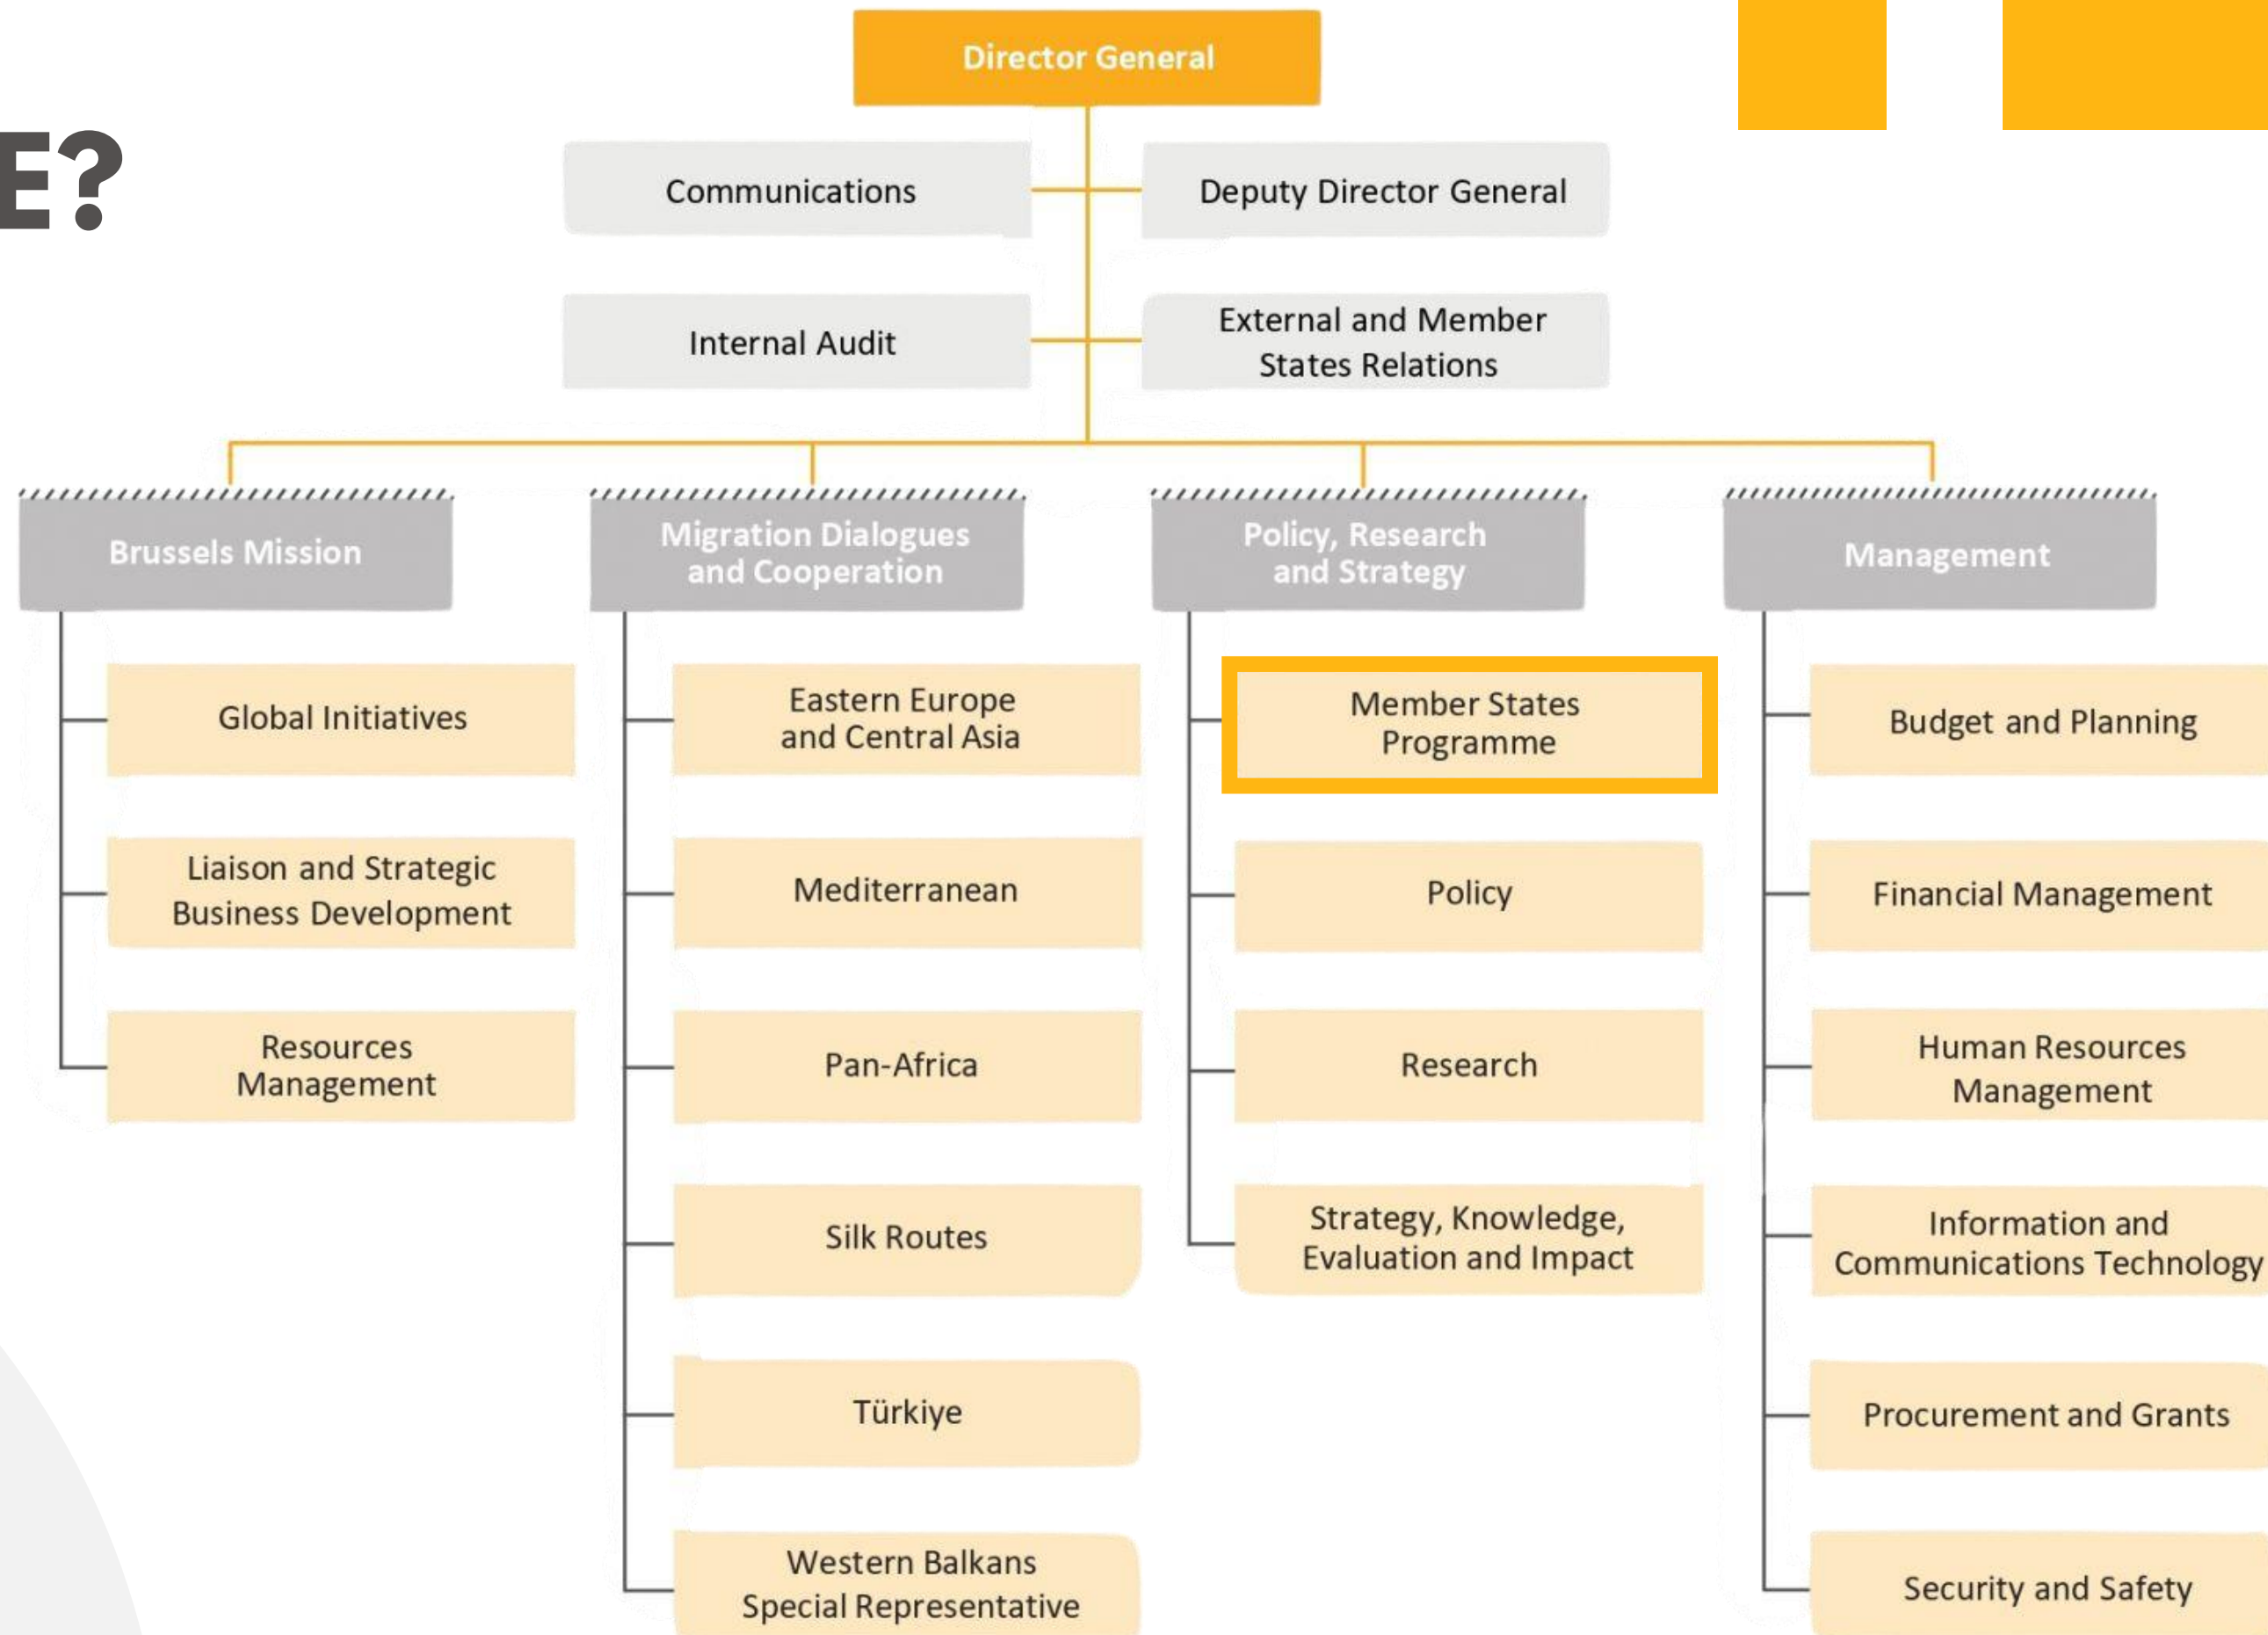 E?
Director General
Communications
Deputy Director General
Internal Audit
External and Member
States Relations
Brussels Mission
Global Initiatives
Liaison and Strategic
Business Development
Resources
Management
Migration Dialogues
and Cooperation
Eastern Europe
and Central Asia
Mediterranean
Pan-Africa
Silk Routes
Türkiye
Western Balkans
Special Representative
Policy, Research
and Strategy
Member States
Programme
Policy
Research
Strategy, Knowledge,
Evaluation and Impact
Management
Budget and Planning
Financial Management
Human Resources
Management
Information and
Communications Technology
Procurement and Grants
Security and Safety